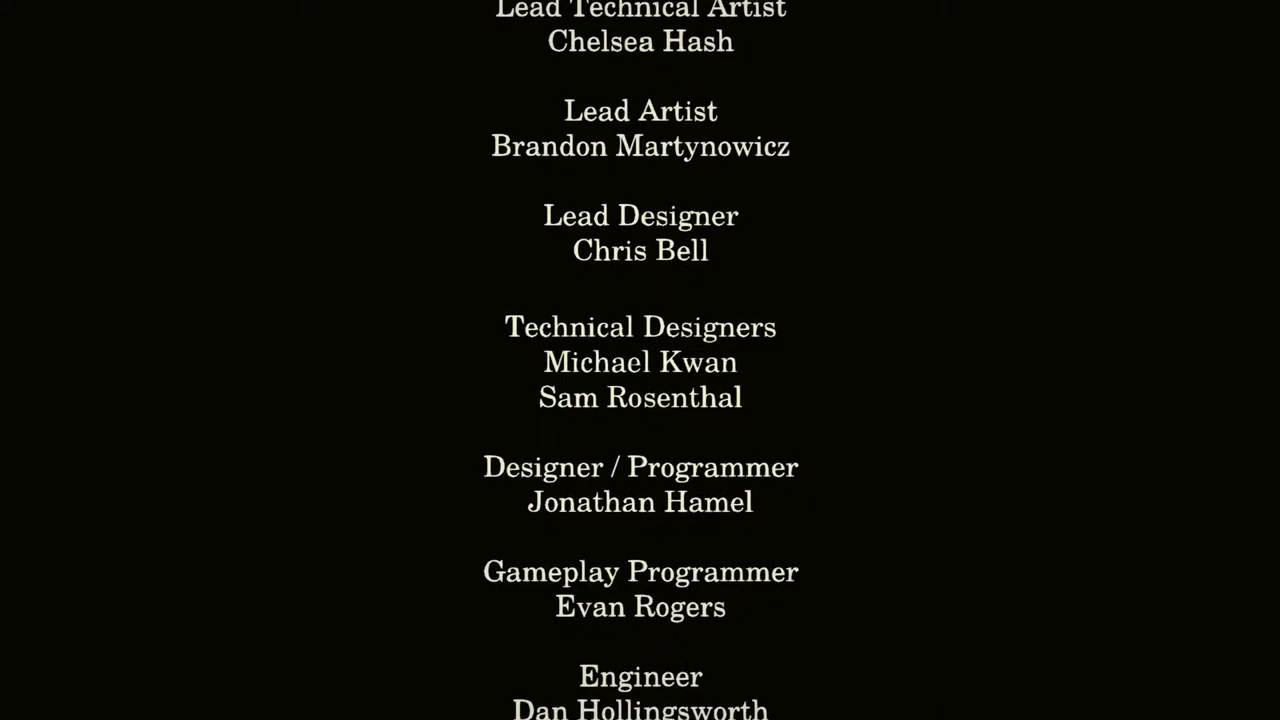 Lead Technical Artist
Chelsea Hash
Lead Artist
Brandon Martynowicz
Lead Designer
Chris Bell
Technical Designers
Michael Kwan
Sam Rosenthal
Designer / Programmer
Jonathan Hamel
Gameplay Programmer
Evan Rogers
Engineer
Dan Hollingsworth